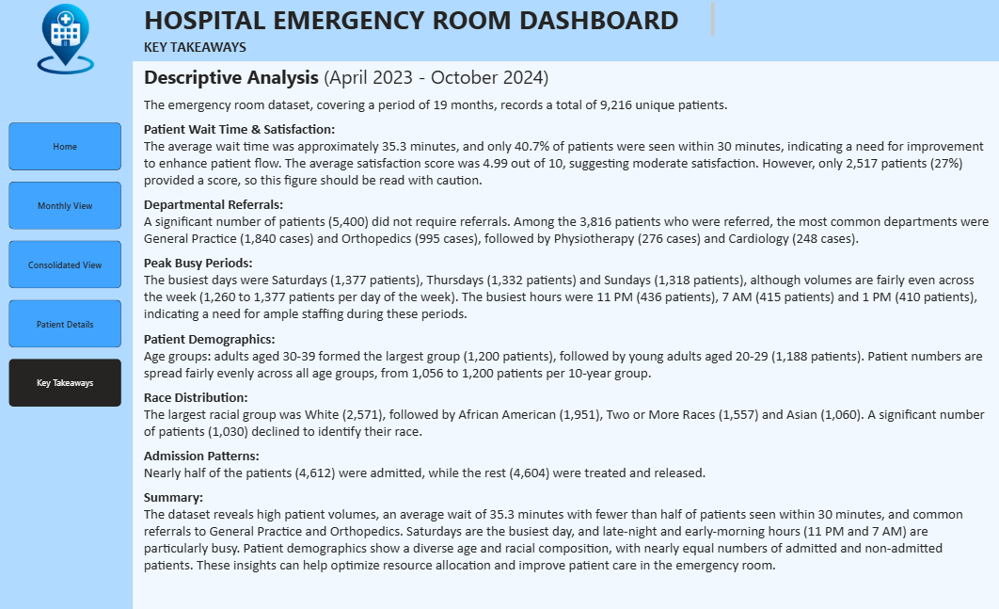 HOSPITAL EMERGENCY ROOM DASHBOARD
KEY TAKEAWAYS
Home
Monthly View
Consolidated View
Patient Details
Key Takeaways
Descriptive Analysis (April 2023 - October 2024)
The emergency room dataset, covering a period of 19 months, records a total of 9,216 unique patients.
Patient Wait Time & Satisfaction:
The average wait time was approximately 35.3 minutes, and only 40.7% of patients were seen within 30 minutes, indicating a need for improvement
to enhance patient flow. The average satisfaction score was 4.99 out of 10, suggesting moderate satisfaction. However, only 2,517 patients (27%)
provided a score, so this figure should be read with caution.
Departmental Referrals:
A significant number of patients (5,400) did not require referrals. Among the 3,816 patients who were referred, the most common departments were
General Practice (1,840 cases) and Orthopedics (995 cases), followed by Physiotherapy (276 cases) and Cardiology (248 cases).
Peak Busy Periods:
The busiest days were Saturdays (1,377 patients), Thursdays (1,332 patients) and Sundays (1,318 patients), although volumes are fairly even across
the week (1,260 to 1,377 patients per day of the week). The busiest hours were 11 PM (436 patients), 7 AM (415 patients) and 1 PM (410 patients),
indicating a need for ample staffing during these periods.
Patient Demographics:
Age groups: adults aged 30-39 formed the largest group (1,200 patients), followed by young adults aged 20-29 (1,188 patients). Patient numbers are
spread fairly evenly across all age groups, from 1,056 to 1,200 patients per 10-year group.
Race Distribution:
The largest racial group was White (2,571), followed by African American (1,951), Two or More Races (1,557) and Asian (1,060). A significant number
of patients (1,030) declined to identify their race.
Admission Patterns:
Nearly half of the patients (4,612) were admitted, while the rest (4,604) were treated and released.
Summary:
The dataset reveals high patient volumes, an average wait of 35.3 minutes with fewer than half of patients seen within 30 minutes, and common
referrals to General Practice and Orthopedics. Saturdays are the busiest day, and late-night and early-morning hours (11 PM and 7 AM) are
particularly busy. Patient demographics show a diverse age and racial composition, with nearly equal numbers of admitted and non-admitted
patients. These insights can help optimize resource allocation and improve patient care in the emergency room.